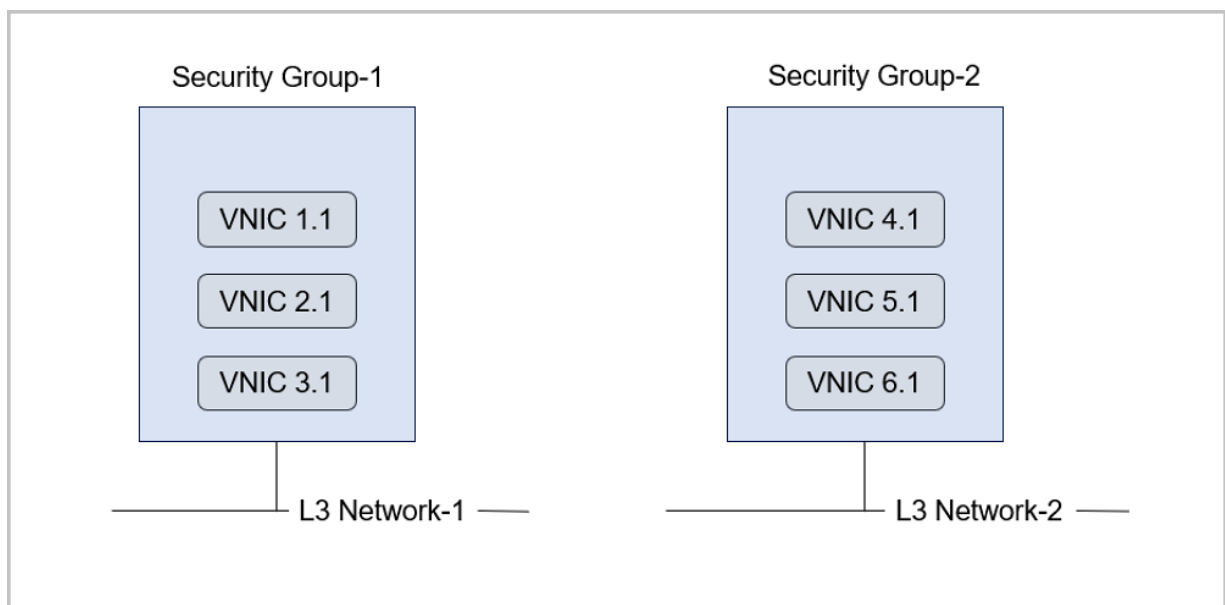 Security Group-1
VNIC 1.1
VNIC 2.1
VNIC 3.1
L3 Network-1
Security Group-2
VNIC 4.1
VNIC 5.1
VNIC 6.1
L3 Network-2